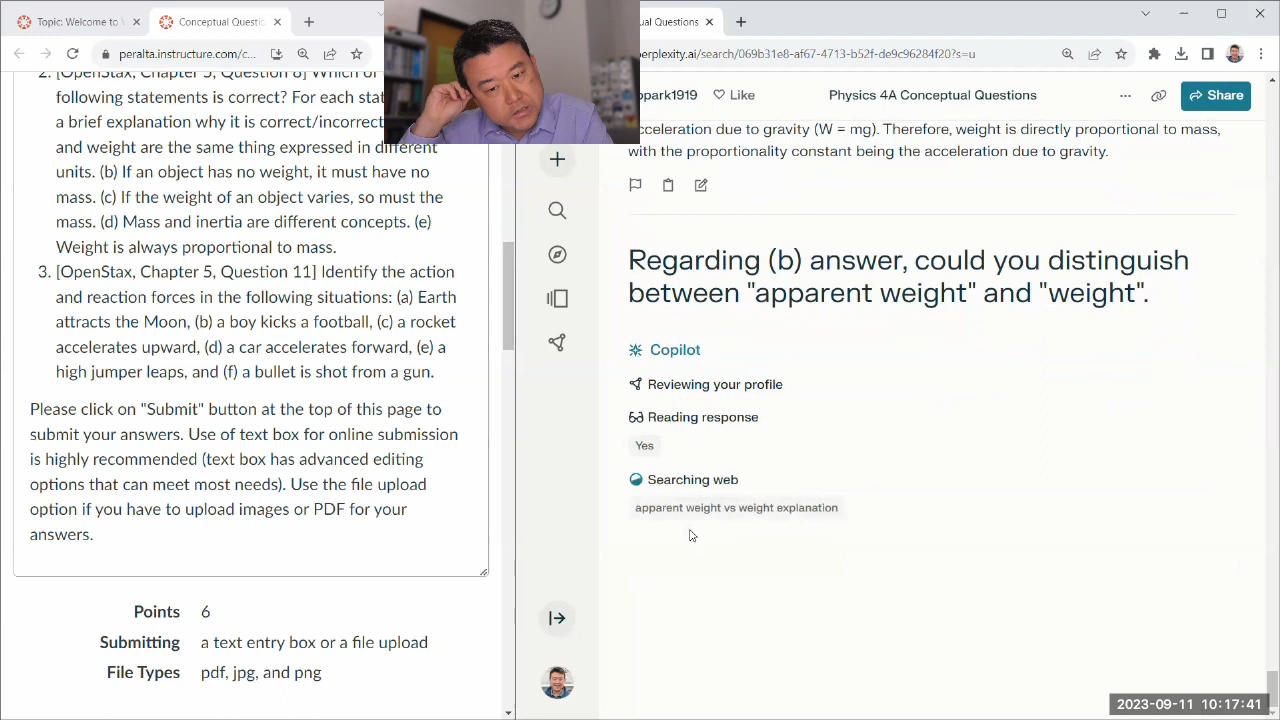 Topic: Welcome to
Conceptual Questi
ual Questions
peralta.instructure.com/c...
erplexity.ai/search/069b31e8-af67-4713-b52f-de9c96284f20?s=u
2. [OpenStax, Chapter 5, Question 8] Which of
following statements is correct? For each sta
a brief explanation why it is correct/incorrect
and weight are the same thing expressed in different
units. (b) If an object has no weight, it must have no
mass. (c) If the weight of an object varies, so must the
mass. (d) Mass and inertia are different concepts. (e)
Weight is always proportional to mass.
3. [OpenStax, Chapter 5, Question 11] Identify the action
and reaction forces in the following situations: (a) Earth
attracts the Moon, (b) a boy kicks a football, (c) a rocket
accelerates upward, (d) a car accelerates forward, (e) a
high jumper leaps, and (f) a bullet is shot from a gun.
Please click on "Submit" button at the top of this page to
submit your answers. Use of text box for online submission
is highly recommended (text box has advanced editing
options that can meet most needs). Use the file upload
option if you have to upload images or PDF for your
answers.
Points 6
Submitting a text entry box or a file upload
File Types pdf, jpg, and png
opark1919 Like Physics 4A Conceptual Questions Share
cceleration due to gravity (W = mg). Therefore, weight is directly proportional to mass,
with the proportionality constant being the acceleration due to gravity.
Regarding (b) answer, could you distinguish
between "apparent weight" and "weight".
Copilot
Reviewing your profile
Reading response
Yes
Searching web
apparent weight vs weight explanation
2023-09-11 10:17:41